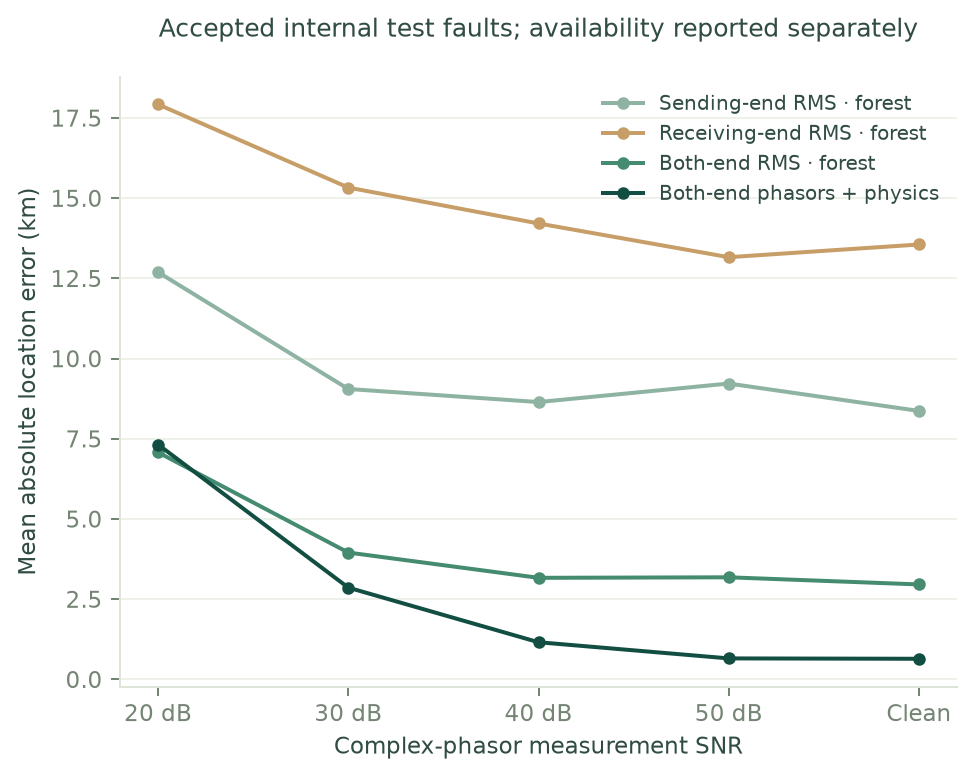 Accepted internal test faults; availability reported separately
Sending-end RMS · forest
Receiving-end RMS · forest
Both-end RMS · forest
Both-end phasors + physics
Mean absolute location error (km)
17.5
15.0
12.5
10.0
7.5
5.0
2.5
0.0
20 dB
30 dB
40 dB
50 dB
Clean
Complex-phasor measurement SNR